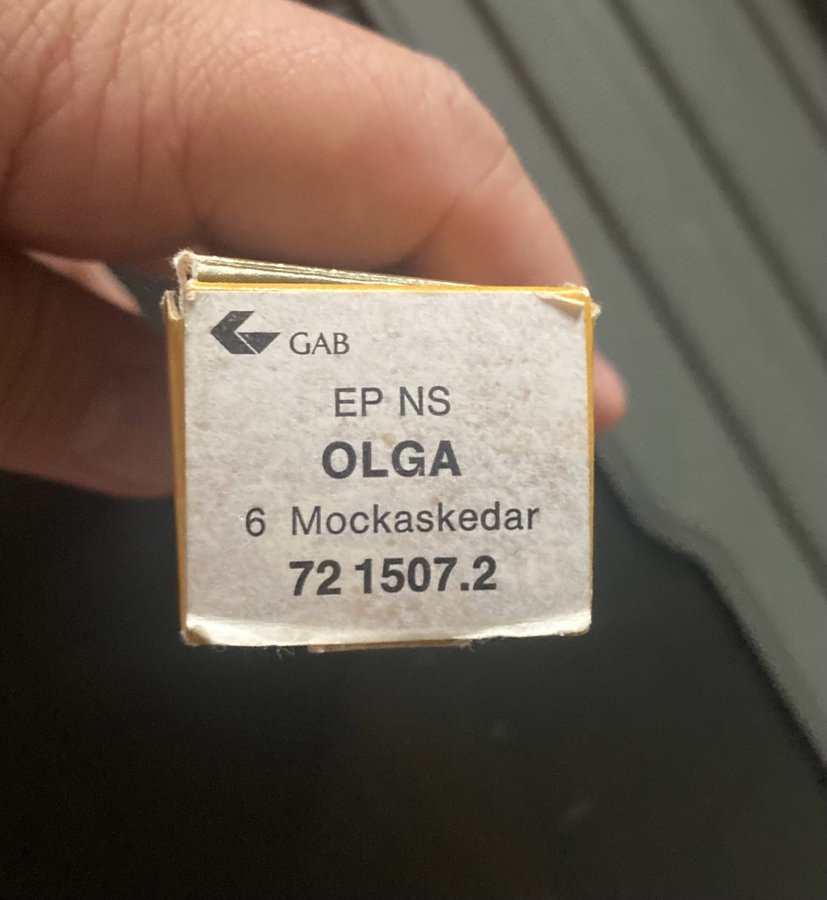 GAB
EP NS
OLGA
6 Mockaskedar
72 1507.2